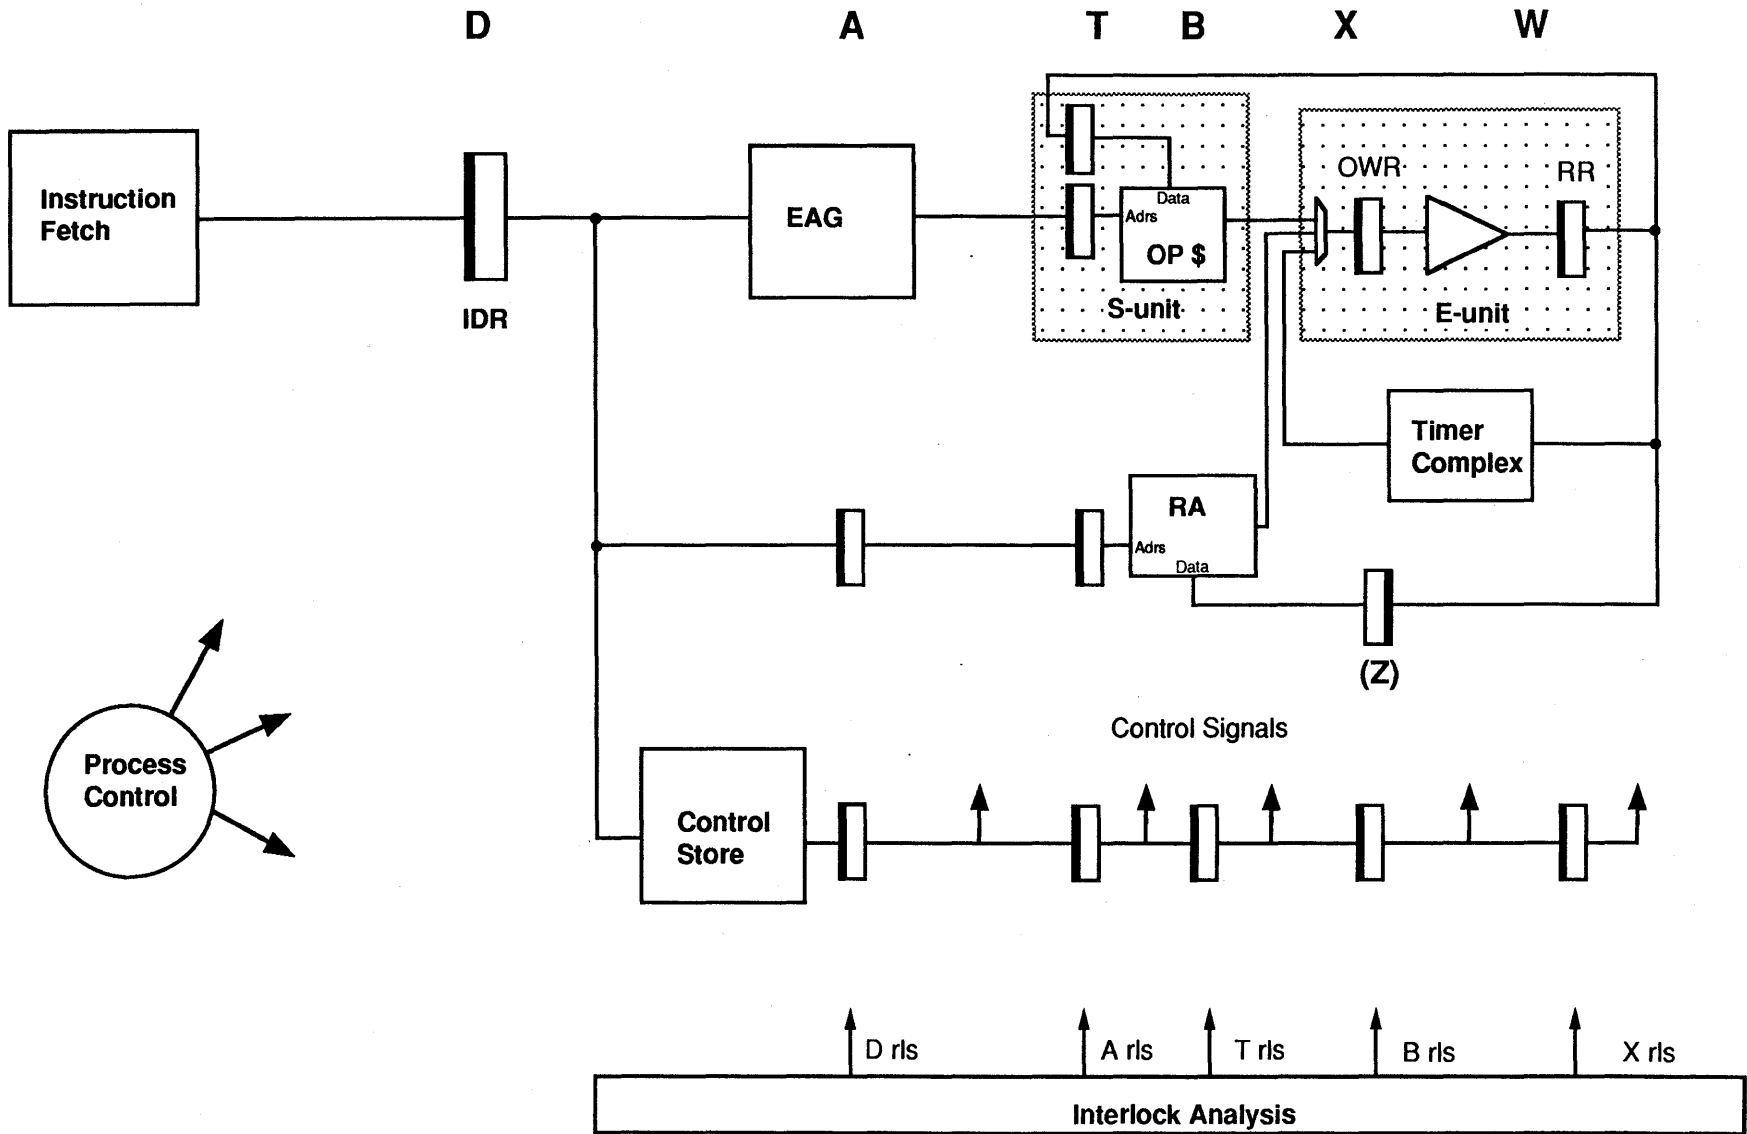 D A T B X W
Instruction
Fetch
IDR
EAG
Data
Adrs
OP $
S-unit
OWR
RR
E-unit
Timer
Complex
RA
Adrs
Data
(Z)
Process
Control
Control Signals
Control
Store
D rls A rls T rls B rls X rls
Interlock Analysis